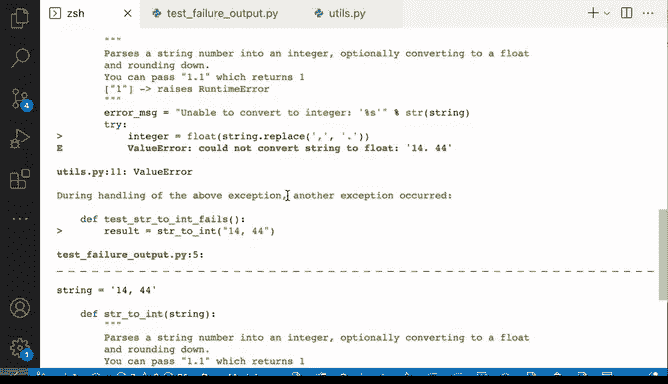 zsh
test_failure_output.py
utils.py
"""
Parses a string number into an integer, optionally converting to a float
and rounding down.
You can pass "1.1" which returns 1
["1"] -> raises RuntimeError
"""
error_msg = "Unable to convert to integer: '%s'" % str(string)
try:
> integer = float(string.replace(',', '.'))
E ValueError: could not convert string to float: '14. 44'
utils.py:11: ValueError
During handling of the above exception, another exception occurred:
def test_str_to_int_fails():
> result = str_to_int("14, 44")
test_failure_output.py:5:
_ _ _ _ _ _ _ _ _ _ _ _ _ _ _ _ _ _ _ _ _ _ _ _ _ _ _ _ _ _ _ _ _ _ _ _ _ _ _ _
string = '14, 44'
def str_to_int(string):
"""
Parses a string number into an integer, optionally converting to a float
and rounding down.
You can pass "1.1" which returns 1
4
1